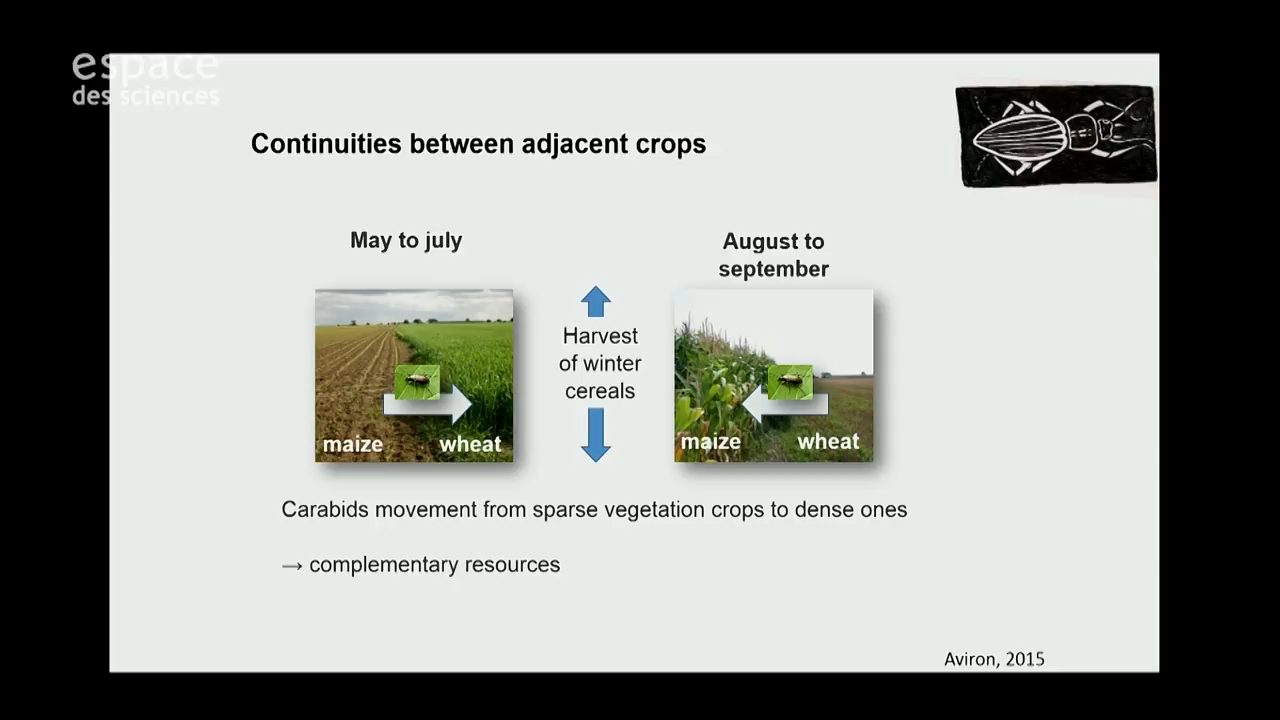 espace
des sciences
Continuities between adjacent crops
May to july
August to
september
Harvest
of winter
cereals
maize
wheat
maize
wheat
Carabids movement from sparse vegetation crops to dense ones
→ complementary resources
Aviron, 2015